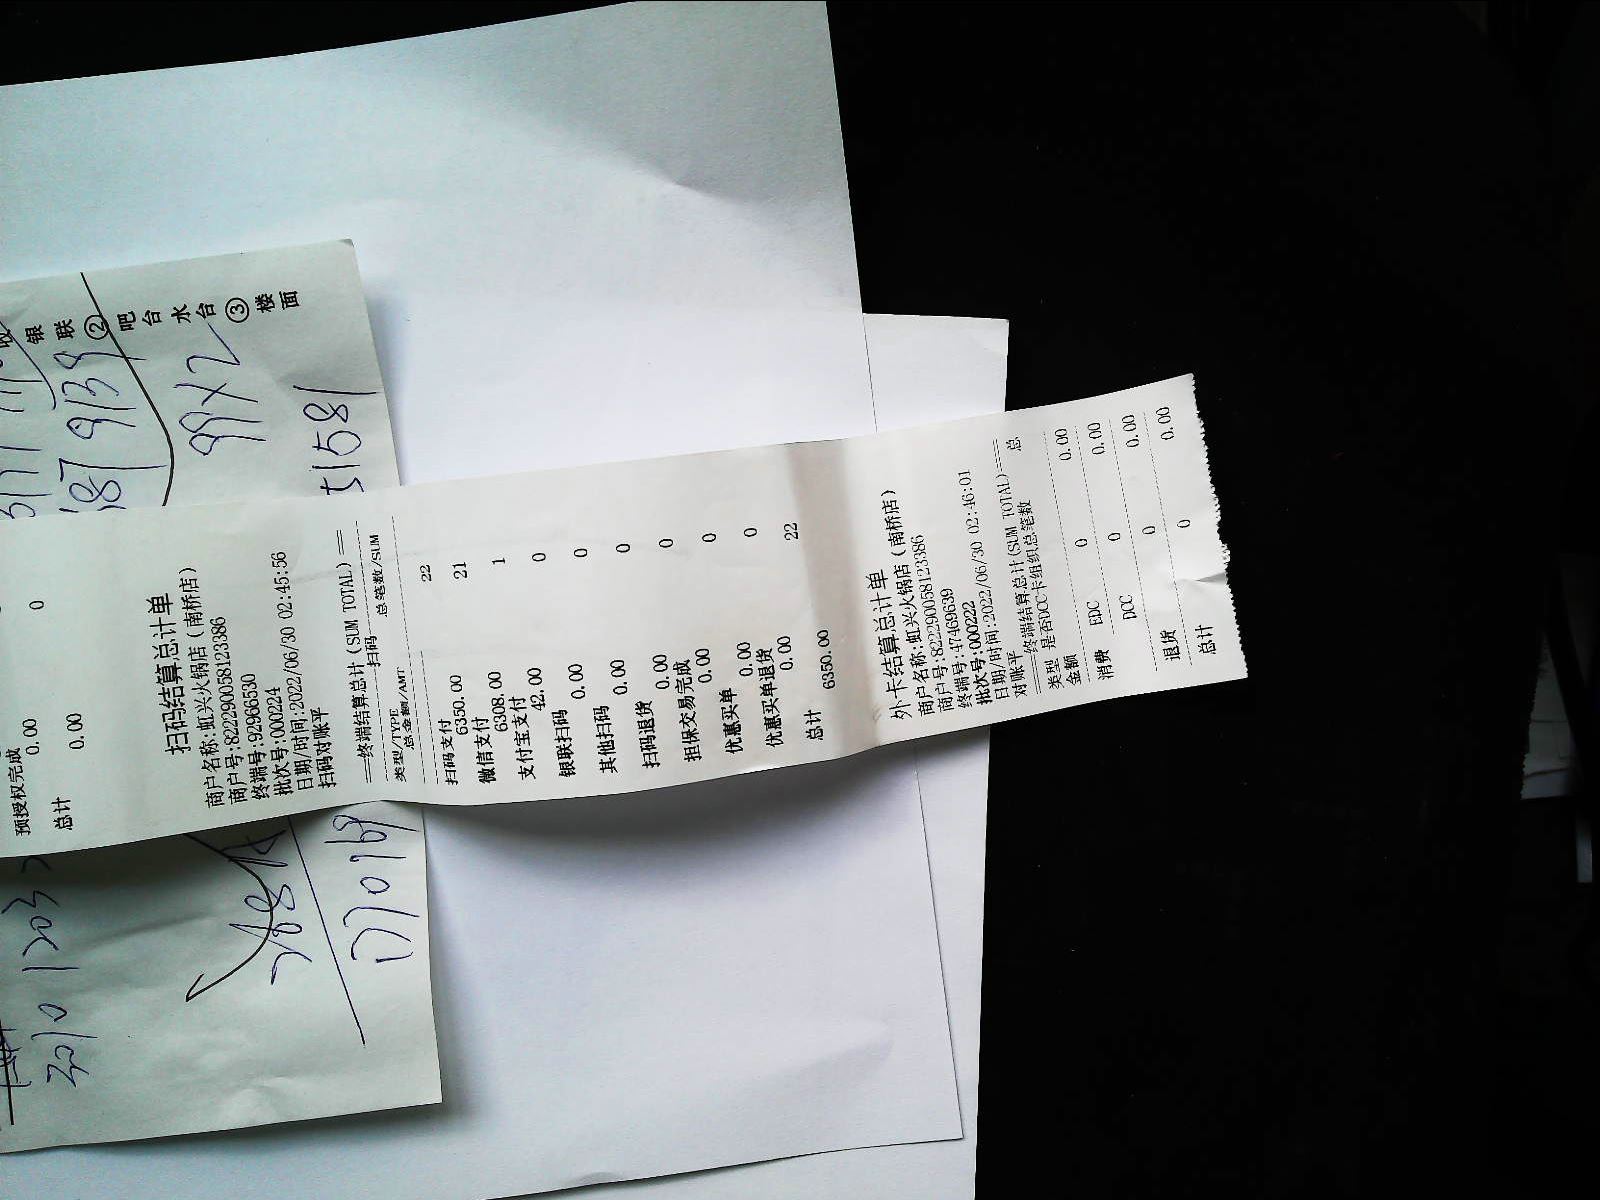 预授权完成
0.00 0
总计
0.00
扫码结算总计单
商户名称:虹兴火锅店(南桥店)
商户号:822290058123386
终端号:92966530
批次号:000224
日期/时间:2022/06/30 02:45:56
扫码对账平
==终端结算总计(SUM TOTAL)==
扫码
类型/TYPE 总笔数/SUM
总金额/AMT
扫码支付 22
6350.00
微信支付 21
6308.00
支付宝支付 1
42.00
银联扫码 0
0.00
其他扫码 0
0.00
扫码退货 0
0.00
担保交易完成 0
0.00
优惠买单 0
0.00
优惠买单退货 0
0.00
总计 22
6350.00
外卡结算总计单
商户名称:虹兴火锅店(南桥店)
商户号:822290058123386
终端号:47469639
批次号:000222
日期/时间:2022/06/30 02:46:01
对账平
==终端结算总计(SUM TOTAL)==
类型 是否DCC卡组织总笔数 总
金额
EDC 0 0.00
消费
DCC 0 0.00
0 0.00
退货
0 0.00
总计
银联②吧台水台③楼面
9139
99×2
51581